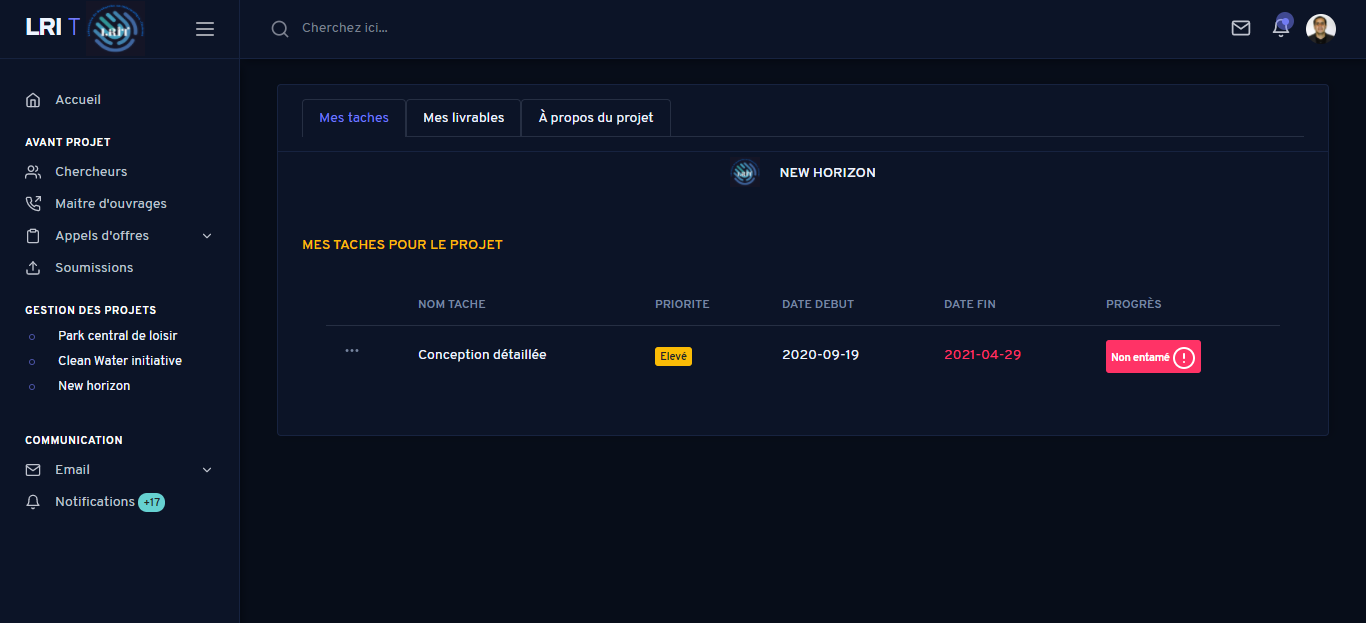 LRI T
LRIT
Cherchez ici...
Accueil
AVANT PROJET
Chercheurs
Maitre d'ouvrages
Appels d'offres
Soumissions
GESTION DES PROJETS
Park central de loisir
Clean Water initiative
New horizon
COMMUNICATION
Email
Notifications +17
Mes taches Mes livrables À propos du projet
NEW HORIZON
MES TACHES POUR LE PROJET
NOM TACHE PRIORITE DATE DEBUT DATE FIN PROGRÈS
... Conception détaillée Elevé 2020-09-19 2021-04-29 Non entamé !